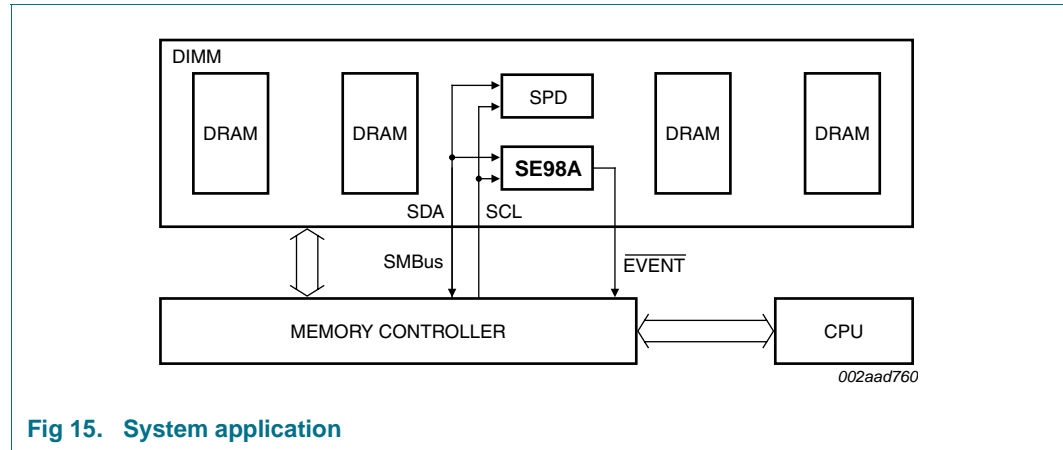 DIMM
DRAM
DRAM
SPD
SE98A
DRAM
DRAM
SDA
SCL
SMBus
EVENT
MEMORY CONTROLLER
CPU
002aad760
Fig 15. System application